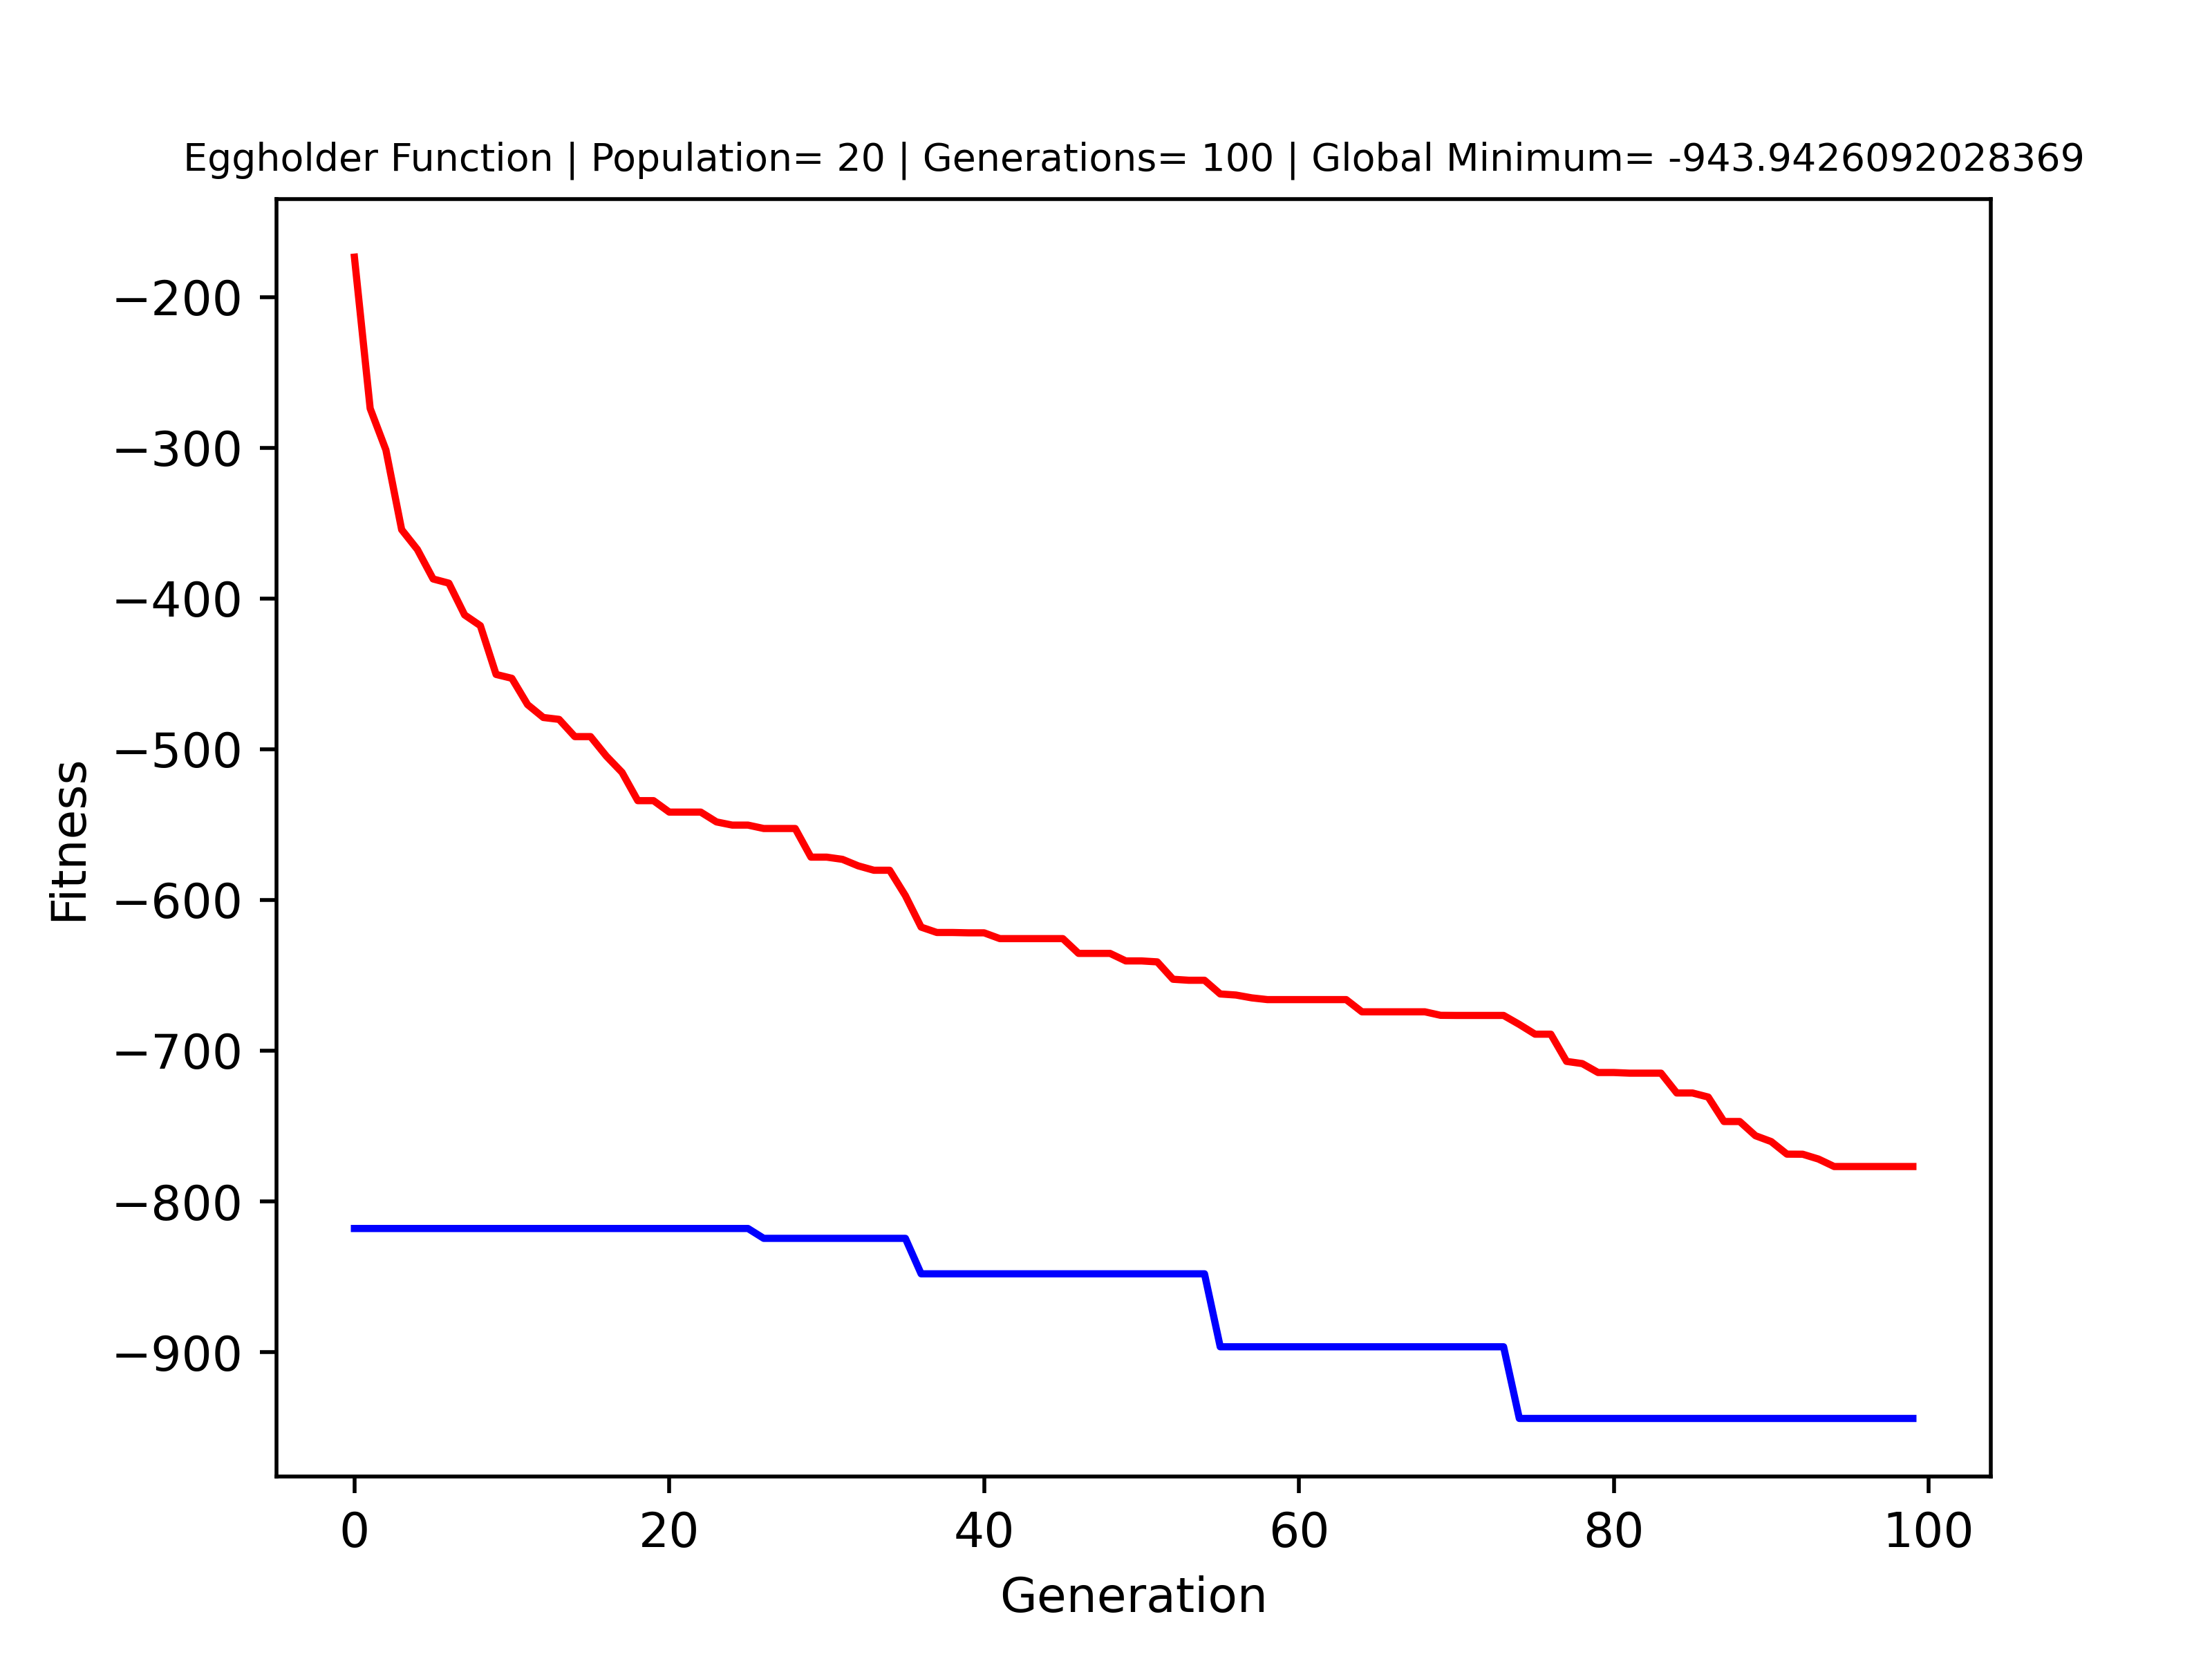 Eggholder Function | Population= 20 | Generations= 100 | Global Minimum= -943.9426092028369
−200
−300
−400
−500
−600
−700
−800
−900
Fitness
0 20 40 60 80 100
Generation